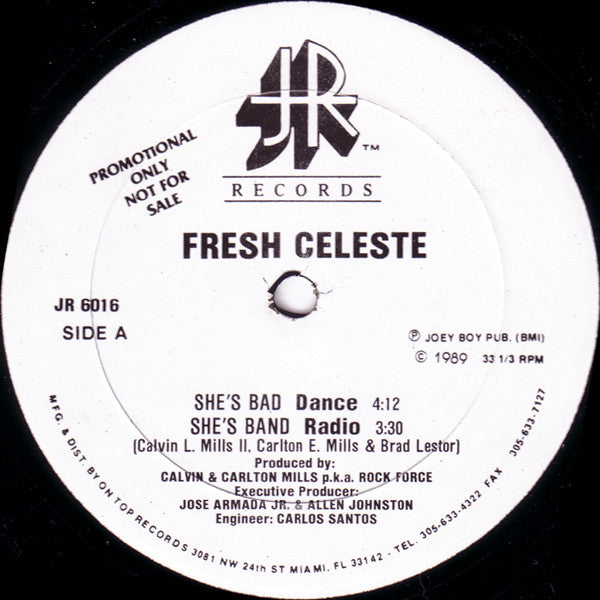 JR
TM
RECORDS
PROMOTIONAL
ONLY
NOT FOR
SALE
FRESH CELESTE
JR 6016
SIDE A
Ⓟ JOEY BOY PUB. (BMI)
© 1989 33 1/3 RPM
SHE'S BAD Dance 4:12
SHE'S BAND Radio 3:30
(Calvin L. Mills II, Carlton E. Mills & Brad Lestor)
Produced by:
CALVIN & CARLTON MILLS p.k.a. ROCK FORCE
Executive Producer:
JOSE ARMADA JR. & ALLEN JOHNSTON
Engineer: CARLOS SANTOS
MFG. & DIST. BY ON TOP RECORDS 3081 NW 24th ST MIAMI, FL 33142 - TEL. 305-633-4322 FAX 305-633-7127